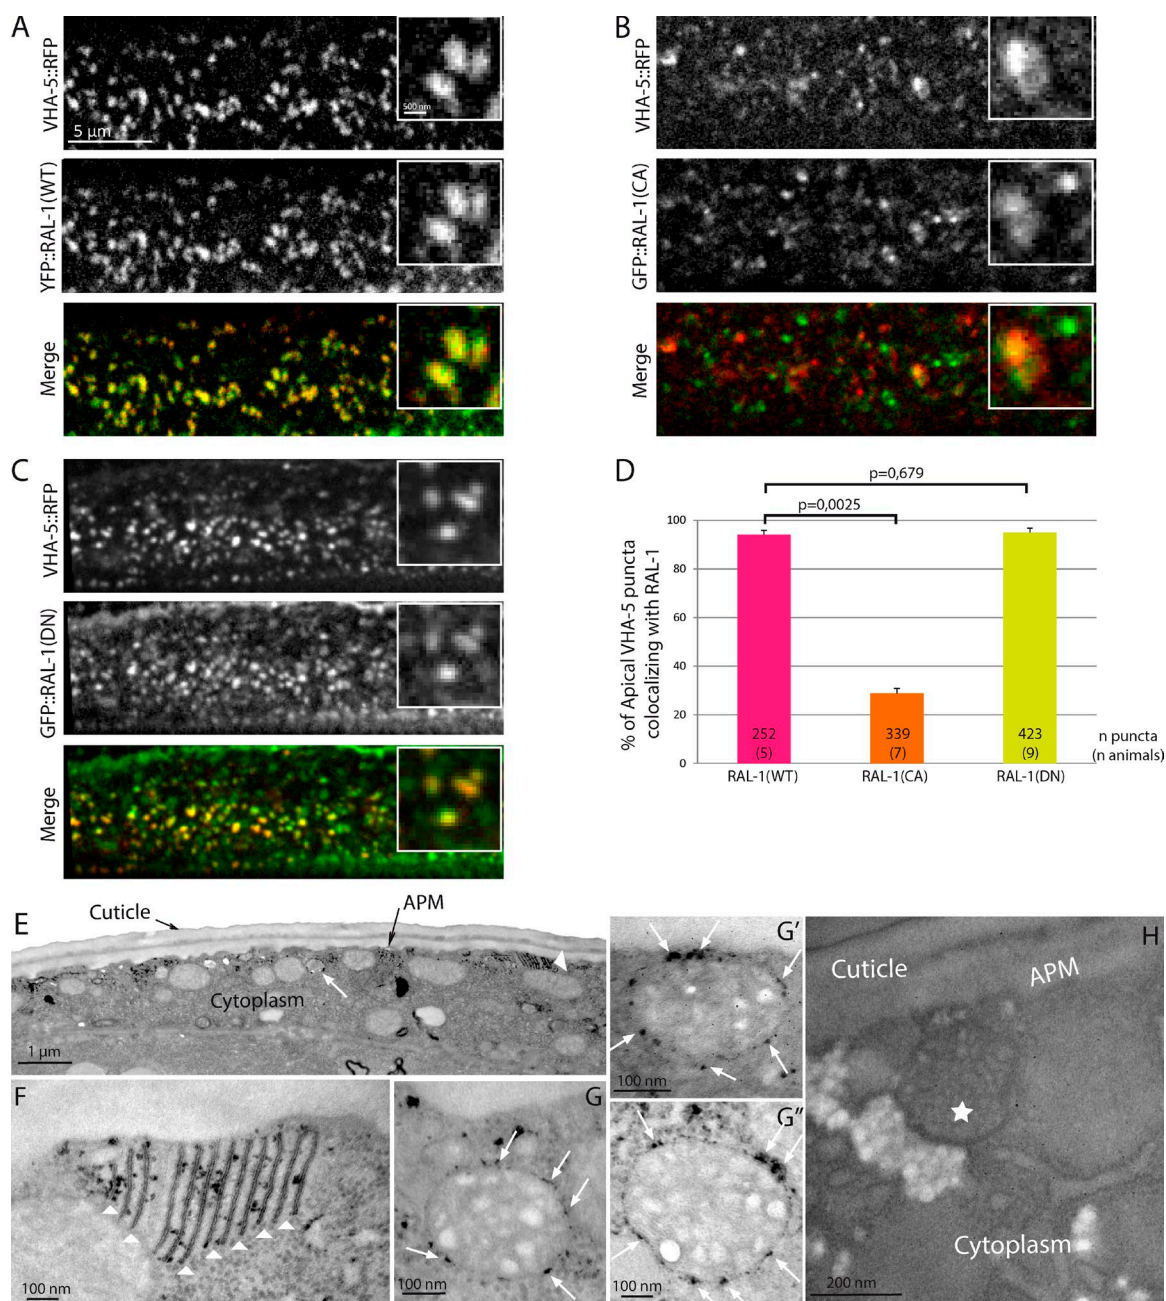 A
VHA-5::RFP
5 µm
500 nm
YFP::RAL-1(WT)
Merge
B
VHA-5::RFP
GFP::RAL-1(CA)
Merge
C
VHA-5::RFP
GFP::RAL-1(DN)
Merge
D
p=0,679
p=0,0025
% of Apical VHA-5 puncta
colocalizing with RAL-1
100
80
60
40
20
0
252
(5)
339
(7)
423
(9)
n puncta
(n animals)
RAL-1(WT)
RAL-1(CA)
RAL-1(DN)
E
Cuticle
APM
Cytoplasm
1 µm
F
100 nm
G
100 nm
G'
100 nm
G"
100 nm
H
Cuticle
APM
Cytoplasm
200 nm